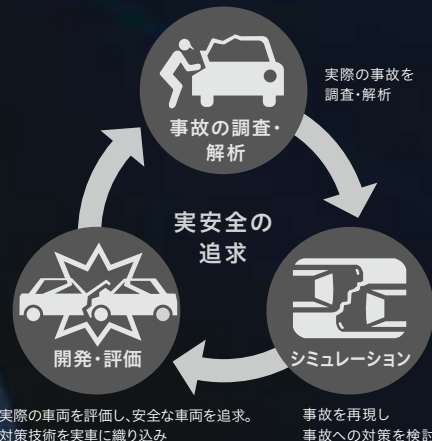 事故の調査・
解析
実際の事故を
調査・解析
実安全の
追求
開発・評価
シミュレーション
実際の車両を評価し、安全な車両を追求。
対策技術を実車に織り込み
事故を再現し
事故への対策を検討